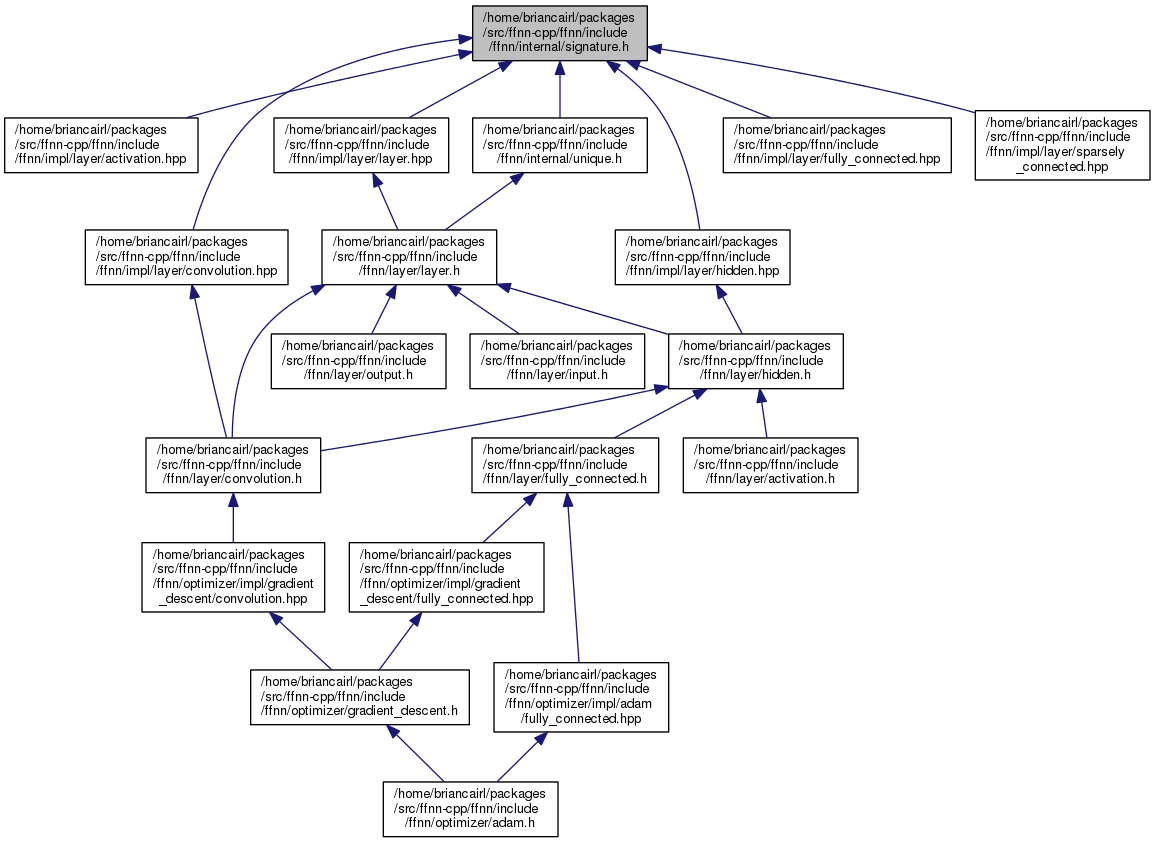 /home/briancairl/packages
/src/ffnn-cpp/ffnn/include
/ffnn/internal/signature.h
/home/briancairl/packages
/src/ffnn-cpp/ffnn/include
/ffnn/impl/layer/activation.hpp
/home/briancairl/packages
/src/ffnn-cpp/ffnn/include
/ffnn/impl/layer/layer.hpp
/home/briancairl/packages
/src/ffnn-cpp/ffnn/include
/ffnn/internal/unique.h
/home/briancairl/packages
/src/ffnn-cpp/ffnn/include
/ffnn/impl/layer/fully_connected.hpp
/home/briancairl/packages
/src/ffnn-cpp/ffnn/include
/ffnn/impl/layer/sparsely
_connected.hpp
/home/briancairl/packages
/src/ffnn-cpp/ffnn/include
/ffnn/impl/layer/convolution.hpp
/home/briancairl/packages
/src/ffnn-cpp/ffnn/include
/ffnn/layer/layer.h
/home/briancairl/packages
/src/ffnn-cpp/ffnn/include
/ffnn/impl/layer/hidden.hpp
/home/briancairl/packages
/src/ffnn-cpp/ffnn/include
/ffnn/layer/output.h
/home/briancairl/packages
/src/ffnn-cpp/ffnn/include
/ffnn/layer/input.h
/home/briancairl/packages
/src/ffnn-cpp/ffnn/include
/ffnn/layer/hidden.h
/home/briancairl/packages
/src/ffnn-cpp/ffnn/include
/ffnn/layer/convolution.h
/home/briancairl/packages
/src/ffnn-cpp/ffnn/include
/ffnn/layer/fully_connected.h
/home/briancairl/packages
/src/ffnn-cpp/ffnn/include
/ffnn/layer/activation.h
/home/briancairl/packages
/src/ffnn-cpp/ffnn/include
/ffnn/optimizer/impl/gradient
_descent/convolution.hpp
/home/briancairl/packages
/src/ffnn-cpp/ffnn/include
/ffnn/optimizer/impl/gradient
_descent/fully_connected.hpp
/home/briancairl/packages
/src/ffnn-cpp/ffnn/include
/ffnn/optimizer/gradient_descent.h
/home/briancairl/packages
/src/ffnn-cpp/ffnn/include
/ffnn/optimizer/impl/adam
/fully_connected.hpp
/home/briancairl/packages
/src/ffnn-cpp/ffnn/include
/ffnn/optimizer/adam.h